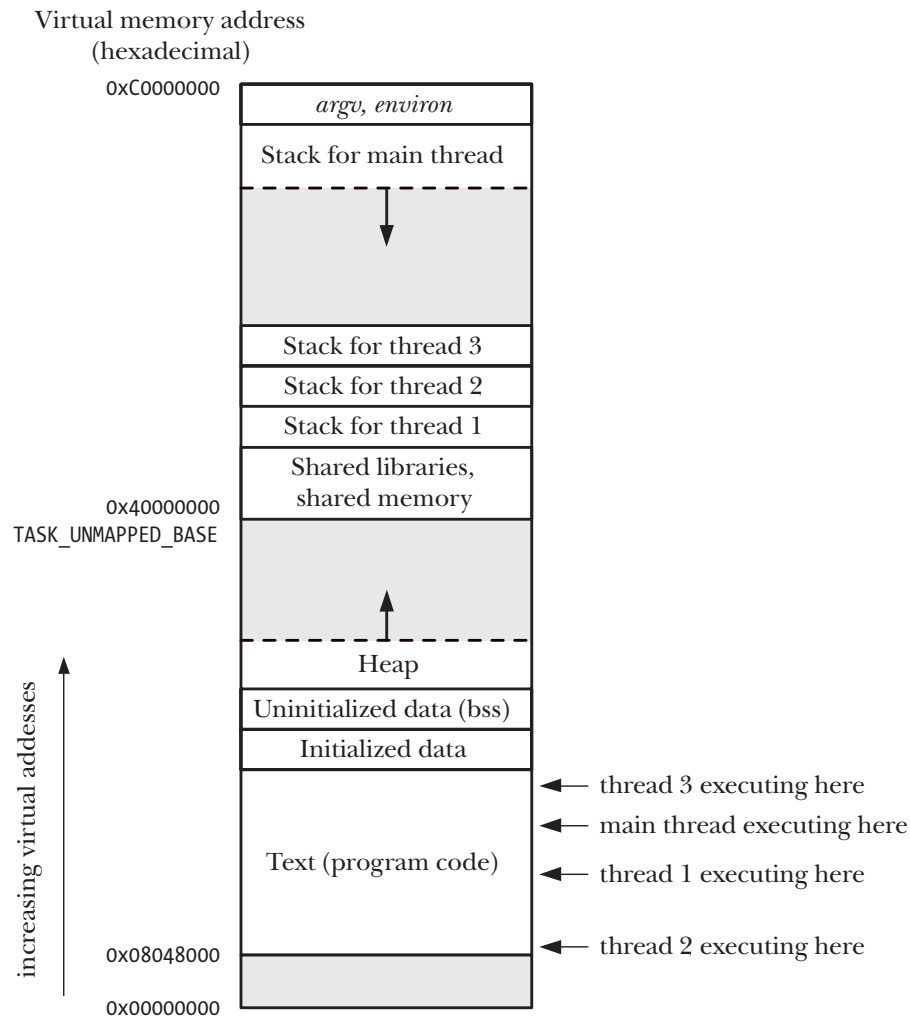 Virtual memory address
(hexadecimal)
0xC0000000
argv, environ
Stack for main thread
Stack for thread 3
Stack for thread 2
Stack for thread 1
Shared libraries,
shared memory
0x40000000
TASK_UNMAPPED_BASE
Heap
Uninitialized data (bss)
Initialized data
increasing virtual addesses
Text (program code)
thread 3 executing here
main thread executing here
thread 1 executing here
thread 2 executing here
0x08048000
0x00000000